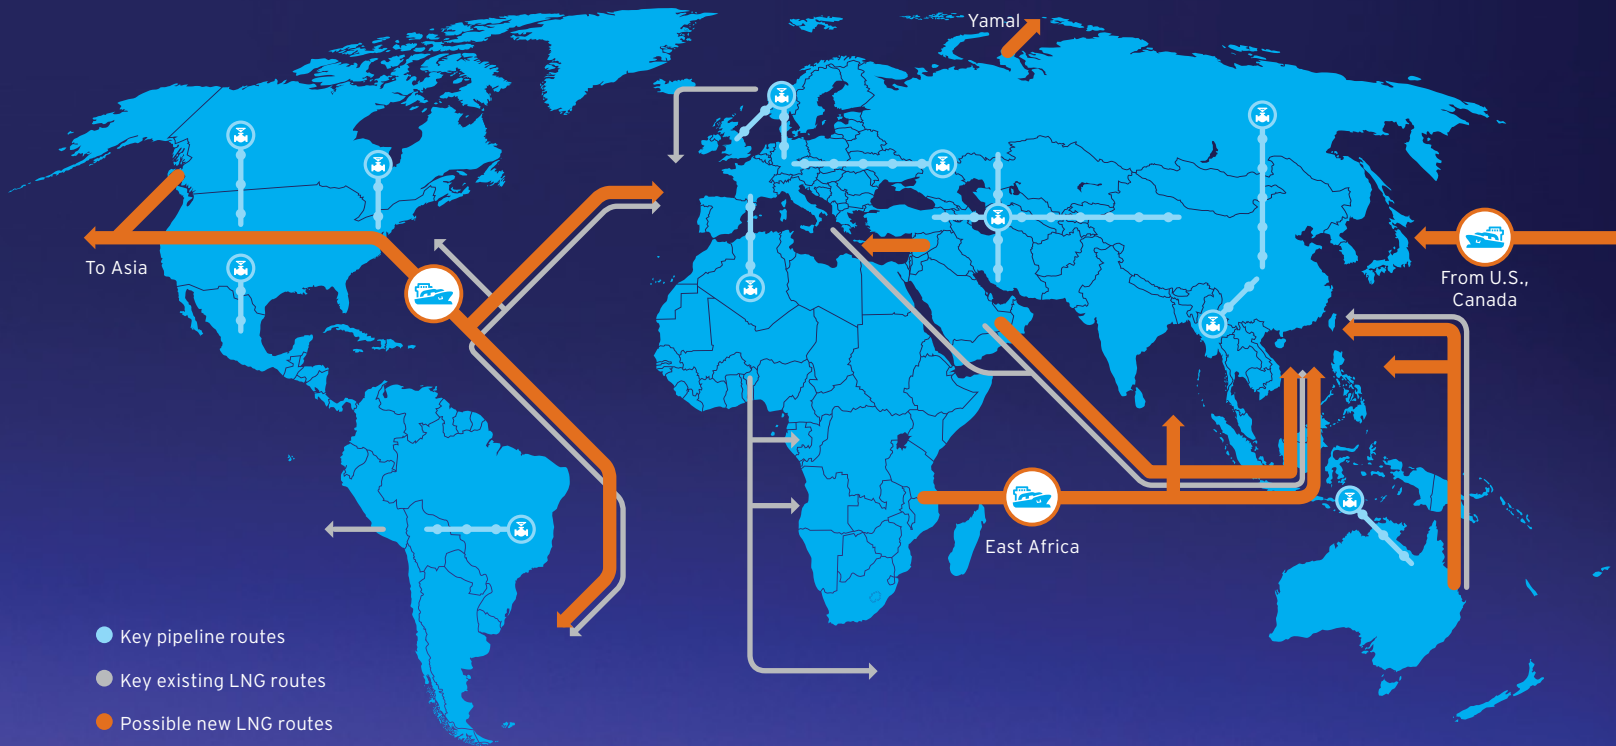 Yamal
To Asia
From U.S.,
Canada
East Africa
Key pipeline routes
Key existing LNG routes
Possible new LNG routes